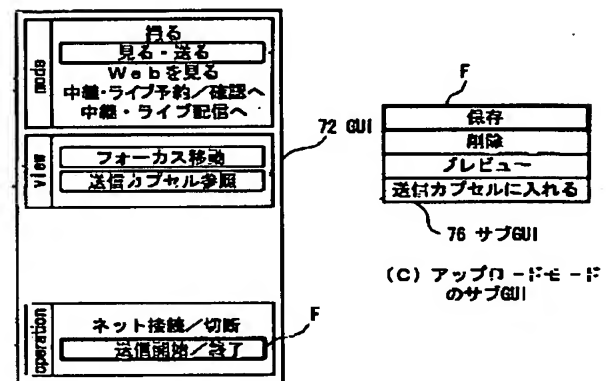 mode
撮る
見る・送る
Webを見る
中継・ライブ予約/確認へ
中継・ライブ配信へ
view
フォーカス移動
送信カプセル参照
72 GUI
operation
ネット接続/切断
送信開始/終了
F
F
保存
削除
プレビュー
送信カプセルに入れる
76 サブGUI
(C) アップロードモード
のサブGUI